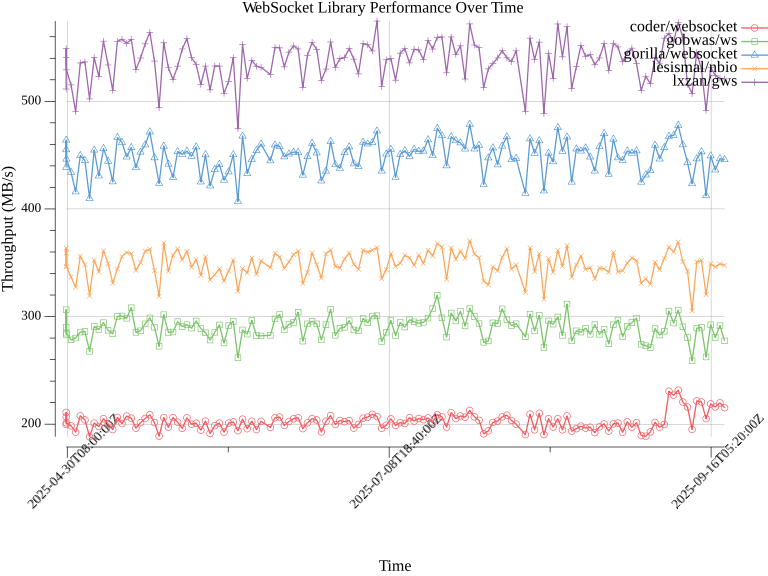 WebSocket Library Performance Over Time
coder/websocket
gobwas/ws
gorilla/websocket
lesismal/nbio
lxzan/gws
Throughput (MB/s)
500
400
300
200
2025-04-30T08:00:00Z
2025-07-08T18:40:00Z
2025-09-16T05:20:00Z
Time